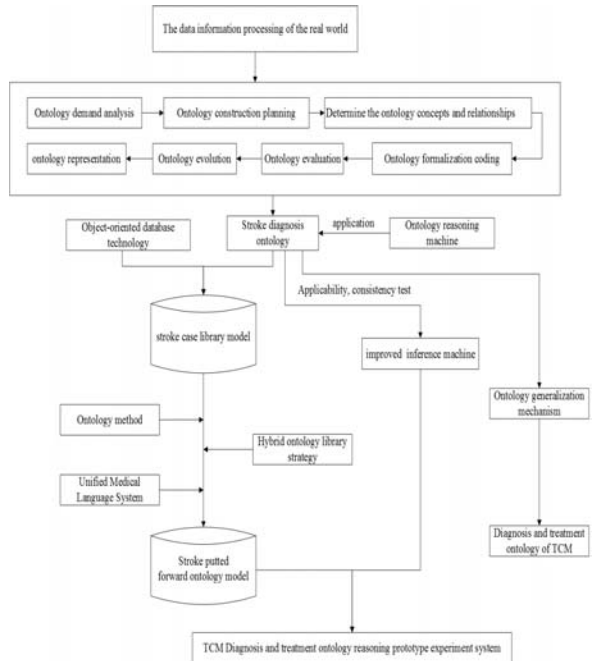 The data information processing of the real world
Ontology demand analysis
Ontology construction planning
Determine the ontology concepts and relationships
ontology representation
Ontology evolution
Ontology evaluation
Ontology formalization coding
Object-oriented database
technology
Stroke diagnosis
ontology
application
Ontology reasoning
machine
Applicability, consistency test
stroke case library model
improved inference machine
Ontology generalization
mechanism
Ontology method
Hybrid ontology library
strategy
Unified Medical
Language System
Stroke putted
forward ontology model
Diagnosis and treatment
ontology of TCM
TCM Diagnosis and treatment ontology reasoning prototype experiment system